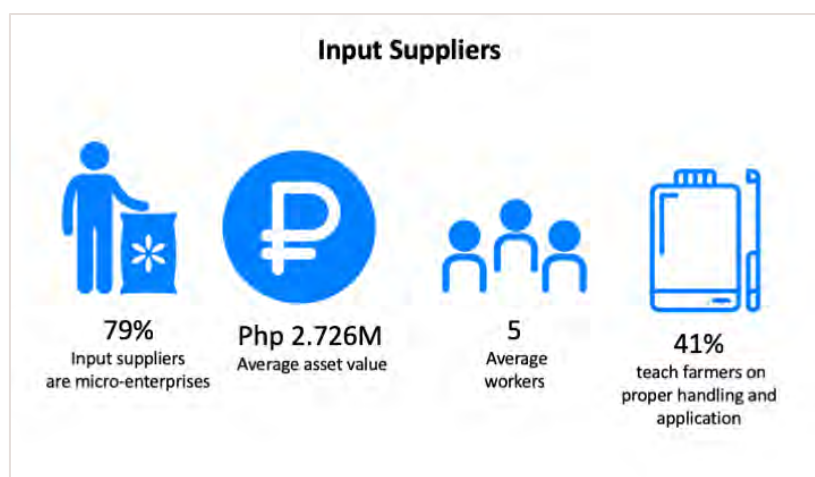 Input Suppliers
79%
Input suppliers
are micro-enterprises
Php 2.726M
Average asset value
5
Average
workers
41%
teach farmers on
proper handling and
application